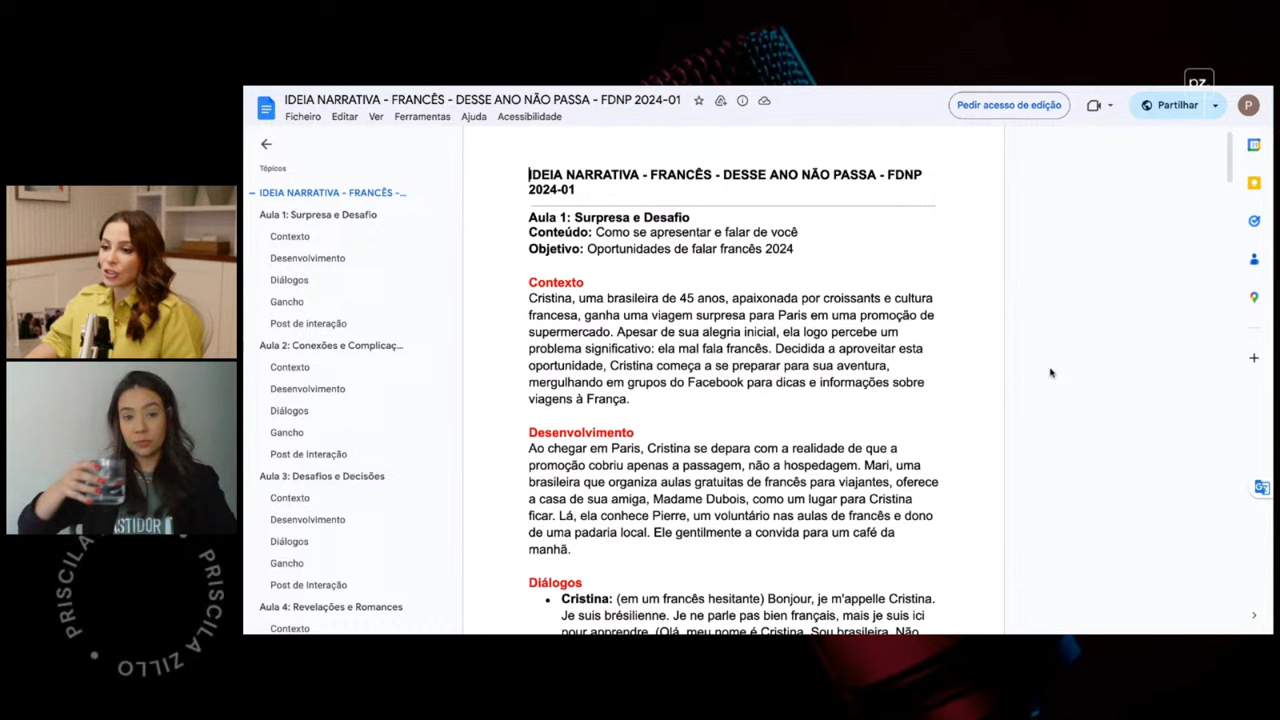 pz
IDEIA NARRATIVA - FRANCÊS - DESSE ANO NÃO PASSA - FDNP 2024-01
Pedir acesso de edição
Partilhar
P
Ficheiro Editar Ver Ferramentas Ajuda Acessibilidade
Tópicos
IDEIA NARRATIVA - FRANCÊS -...
Aula 1: Surpresa e Desafio
Contexto
Desenvolvimento
Diálogos
Gancho
Post de interação
Aula 2: Conexões e Complicaç...
Contexto
Desenvolvimento
Diálogos
Gancho
Post de Interação
Aula 3: Desafios e Decisões
Contexto
Desenvolvimento
Diálogos
Gancho
Post de Interação
Aula 4: Revelações e Romances
Contexto
IDEIA NARRATIVA - FRANCÊS - DESSE ANO NÃO PASSA - FDNP
2024-01
Aula 1: Surpresa e Desafio
Conteúdo: Como se apresentar e falar de você
Objetivo: Oportunidades de falar francês 2024
Contexto
Cristina, uma brasileira de 45 anos, apaixonada por croissants e cultura
francesa, ganha uma viagem surpresa para Paris em uma promoção de
supermercado. Apesar de sua alegria inicial, ela logo percebe um
problema significativo: ela mal fala francês. Decidida a aproveitar esta
oportunidade, Cristina começa a se preparar para sua aventura,
mergulhando em grupos do Facebook para dicas e informações sobre
viagens à França.
Desenvolvimento
Ao chegar em Paris, Cristina se depara com a realidade de que a
promoção cobriu apenas a passagem, não a hospedagem. Mari, uma
brasileira que organiza aulas gratuitas de francês para viajantes, oferece
a casa de sua amiga, Madame Dubois, como um lugar para Cristina
ficar. Lá, ela conhece Pierre, um voluntário nas aulas de francês e dono
de uma padaria local. Ele gentilmente a convida para um café da
manhã.
Diálogos
• Cristina: (em um francês hesitante) Bonjour, je m'appelle Cristina.
Je suis brésilienne. Je ne parle pas bien français, mais je suis ici
pour apprendre. (Olá, meu nome é Cristina. Sou brasileira. Não
ASTIDOR
PRISCILA
PRISCILA ZILLO